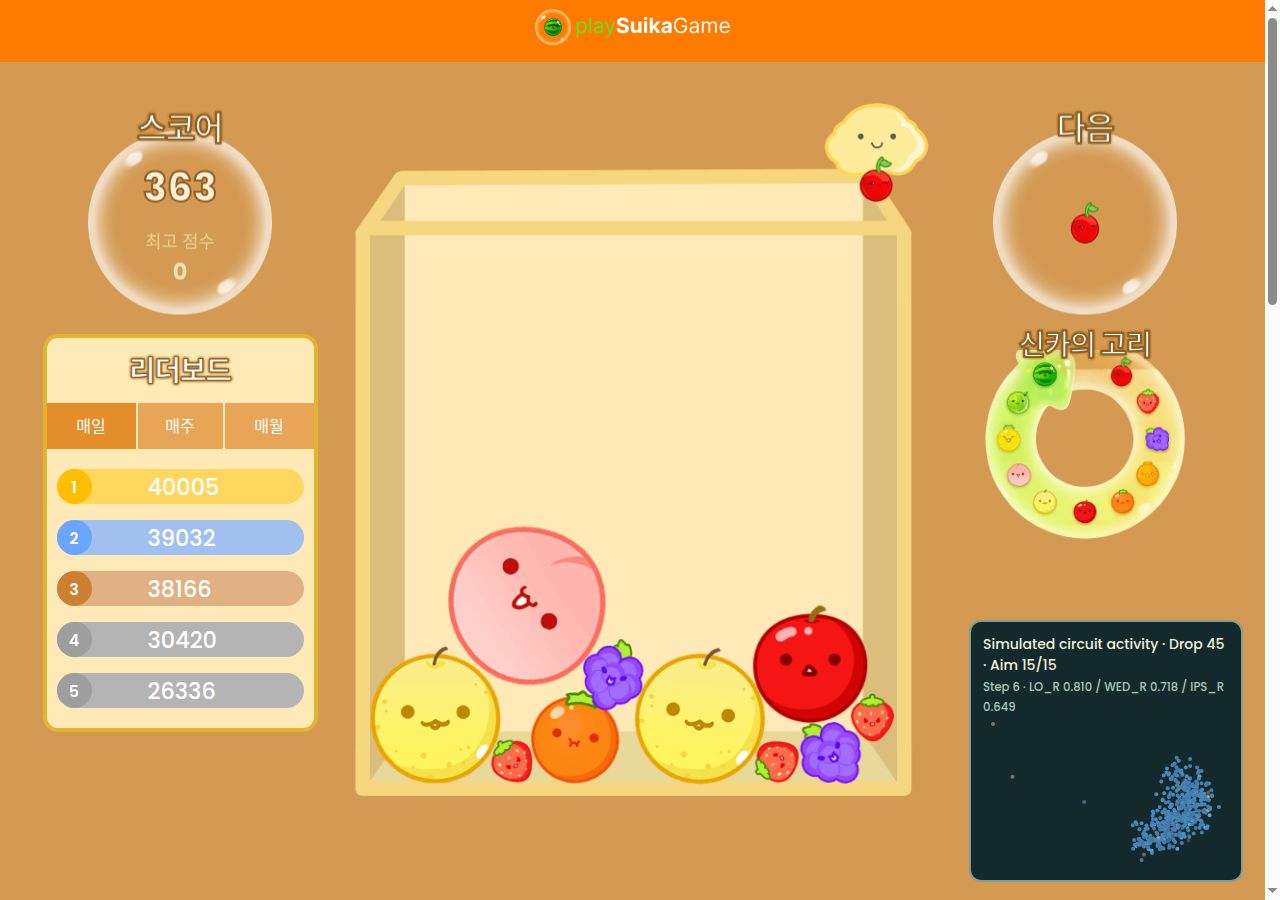 playSuikaGame
스코어
363
최고 점수
0
다음
신카의 고리
리더보드
매일 매주 매월
1 40005
2 39032
3 38166
4 30420
5 26336
Simulated circuit activity · Drop 45
· Aim 15/15
Step 6 · LO_R 0.810 / WED_R 0.718 / IPS_R
0.649